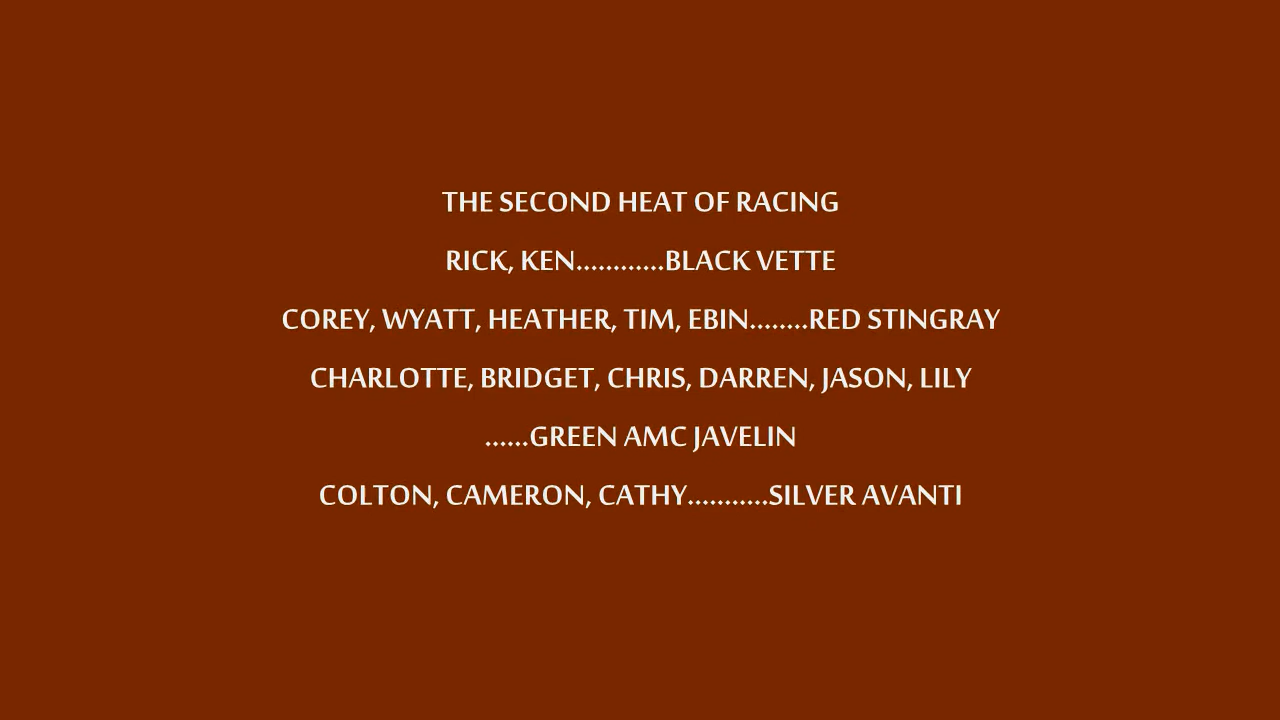 THE SECOND HEAT OF RACING
RICK, KEN............BLACK VETTE
COREY, WYATT, HEATHER, TIM, EBIN........RED STINGRAY
CHARLOTTE, BRIDGET, CHRIS, DARREN, JASON, LILY
......GREEN AMC JAVELIN
COLTON, CAMERON, CATHY...........SILVER AVANTI